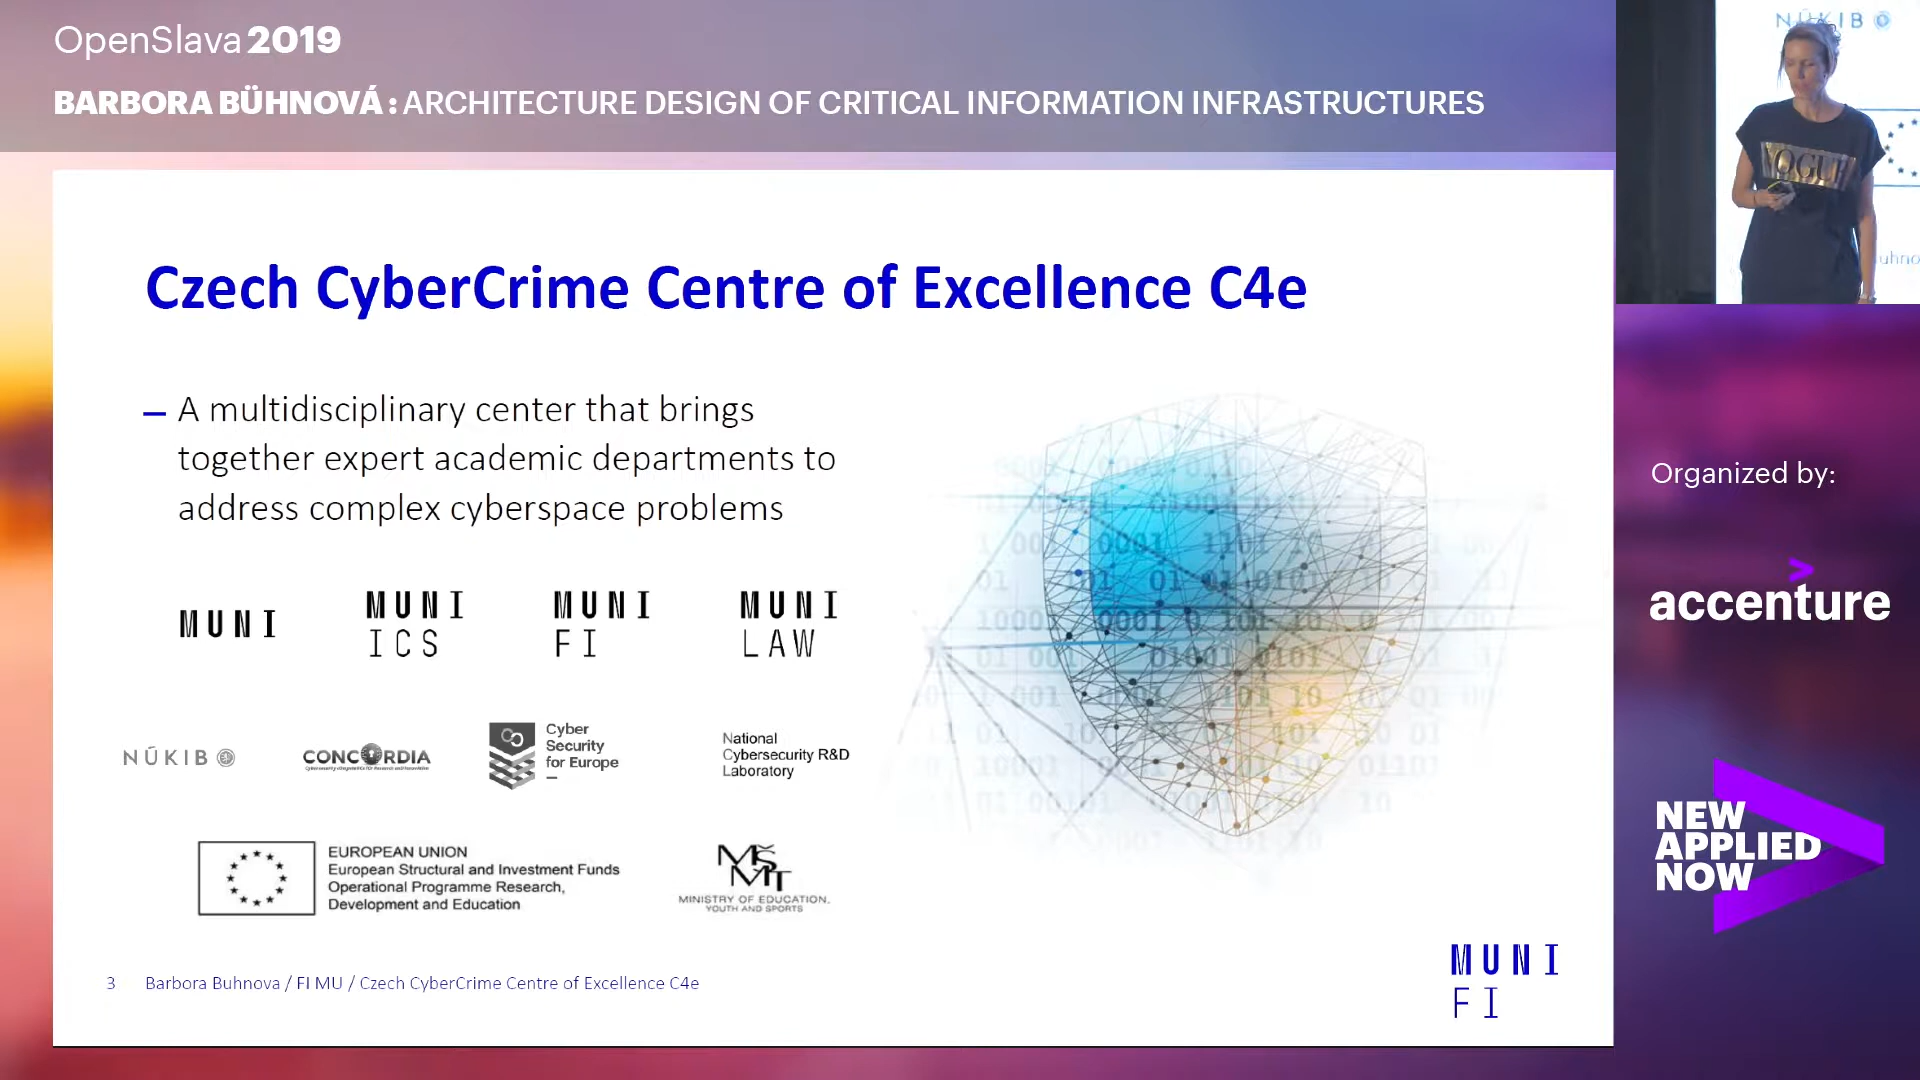 OpenSlava 2019
BARBORA BÜHNOVÁ : ARCHITECTURE DESIGN OF CRITICAL INFORMATION INFRASTRUCTURES
NÚKIB
VOGUE
Czech CyberCrime Centre of Excellence C4e
– A multidisciplinary center that brings
together expert academic departments to
address complex cyberspace problems
MUNI
MUNI
ICS
MUNI
FI
MUNI
LAW
NÚKIB
CONCORDIA
Cyber
Security
for Europe
National
Cybersecurity R&D
Laboratory
EUROPEAN UNION
European Structural and Investment Funds
Operational Programme Research,
Development and Education
MŠMT
MINISTRY OF EDUCATION,
YOUTH AND SPORTS
3 Barbora Buhnova / FI MU / Czech CyberCrime Centre of Excellence C4e
MUNI
FI
Organized by:
accenture
NEW
APPLIED
NOW